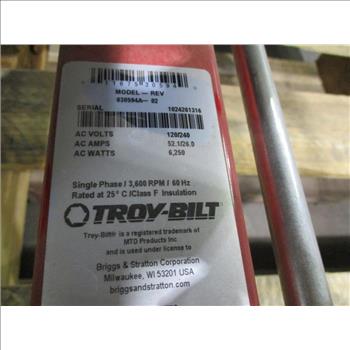 MODEL — REV
030594A— 02
SERIAL 1024261316
AC VOLTS 120/240
AC AMPS 52.1/26.0
AC WATTS 6,250
Single Phase / 3,600 RPM / 60 Hz
Rated at 25° C /Class F Insulation
TROY-BILT
Troy-Bilt® is a registered trademark of
MTD Products Inc
and is used under license to
Briggs & Stratton Corporation
Milwaukee, WI 53201 USA
briggsandstratton.com